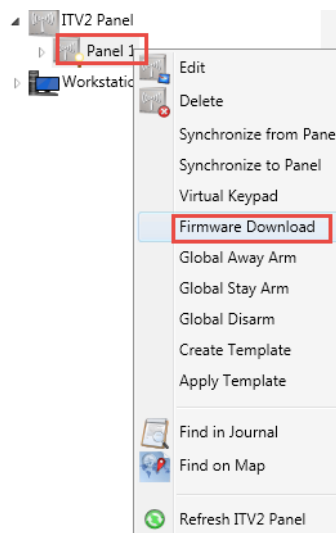 ITV2 Panel
Panel 1
Workstatio
Edit
Delete
Synchronize from Pane
Synchronize to Panel
Virtual Keypad
Firmware Download
Global Away Arm
Global Stay Arm
Global Disarm
Create Template
Apply Template
Find in Journal
Find on Map
Refresh ITV2 Panel